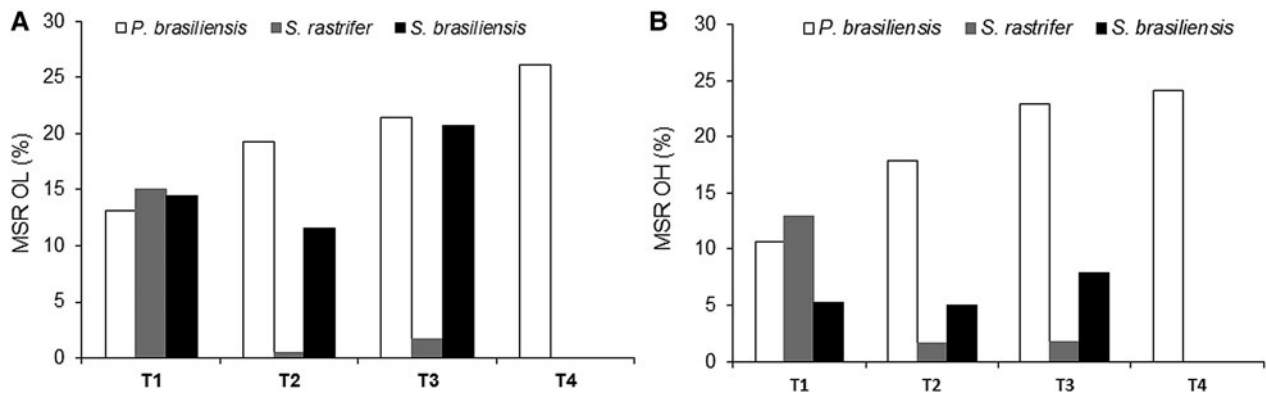 A
30
P. brasiliensis S. rastrifer S. brasiliensis
25
20
15
10
5
0
MSR OL (%)
T1 T2 T3 T4
B
30
P. brasiliensis S. rastrifer S. brasiliensis
25
20
15
10
5
0
MSR OH (%)
T1 T2 T3 T4